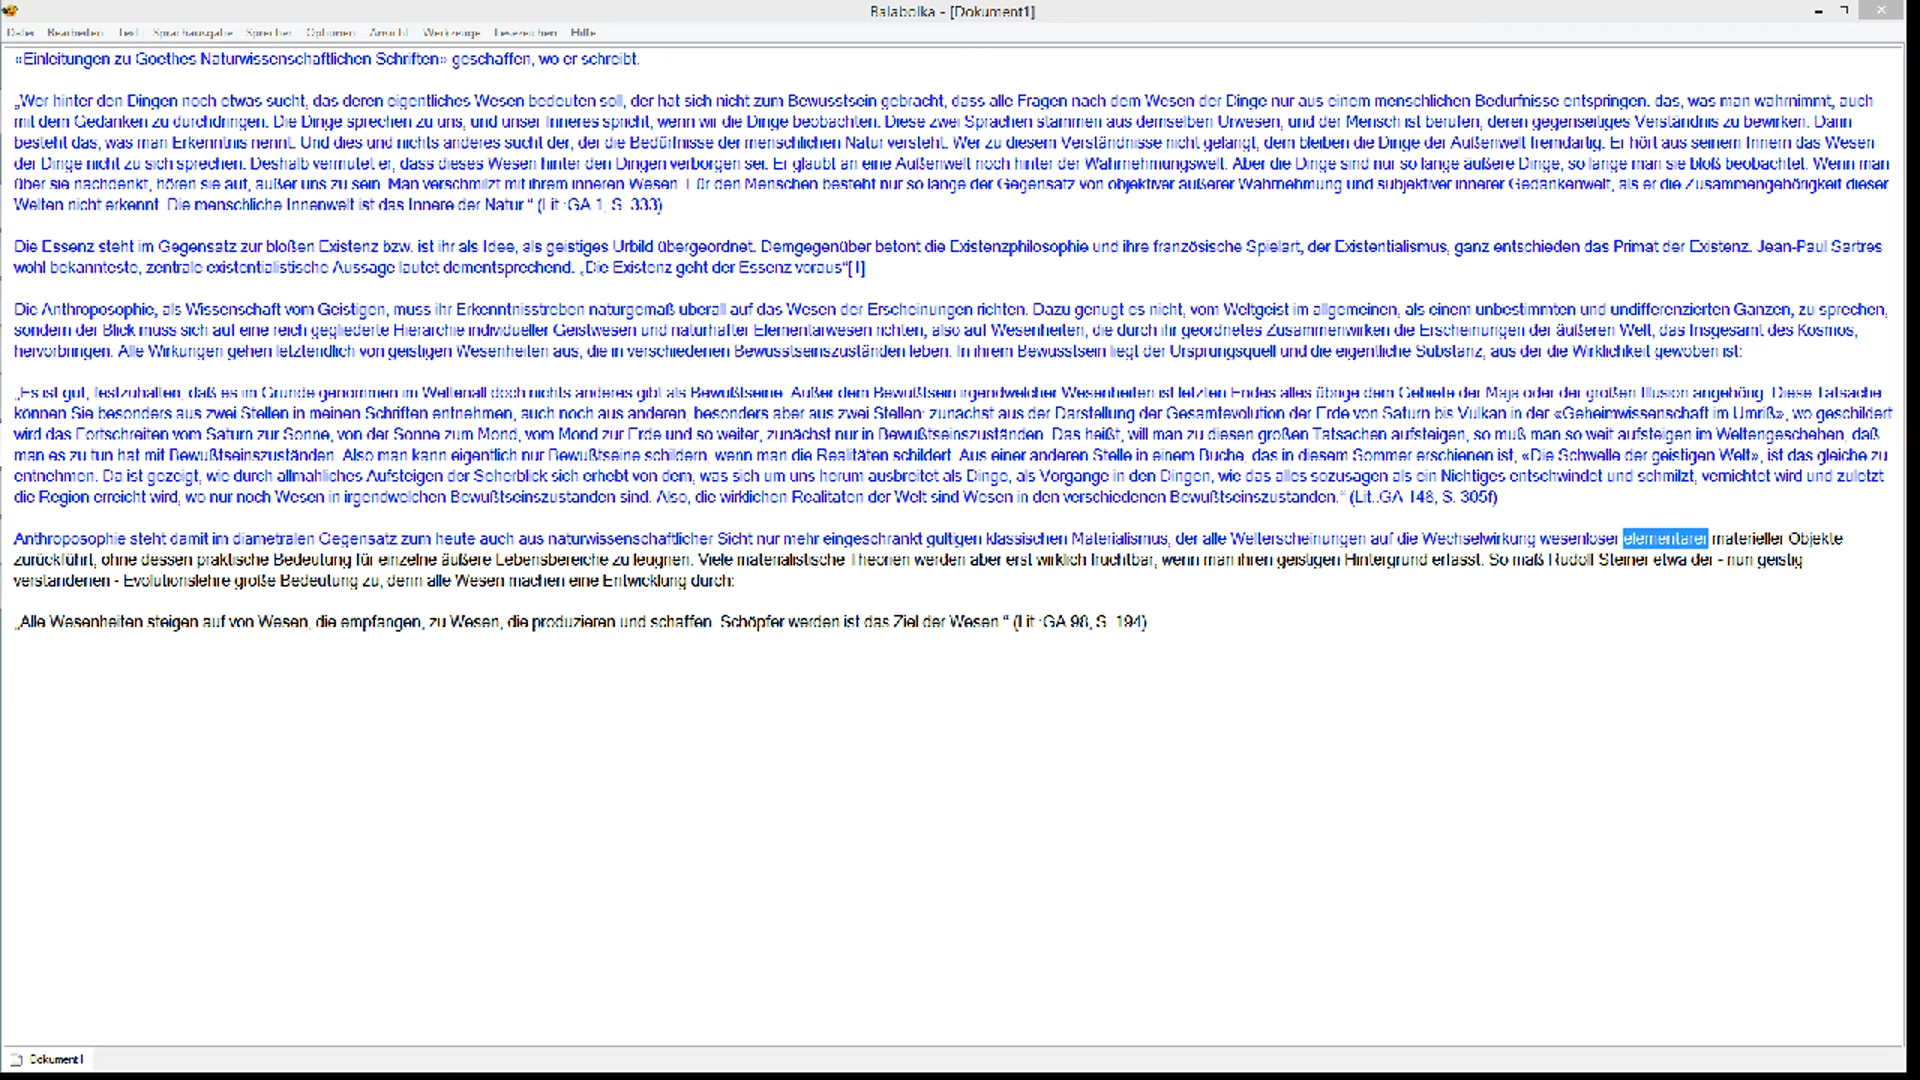 Balabolka - [Dokument1]
Datei Bearbeiten Text Sprachausgabe Sprecher Optionen Ansicht Werkzeuge Lesezeichen Hilfe
«Einleitungen zu Goethes Naturwissenschaftlichen Schriften» geschaffen, wo er schreibt:
„Wer hinter den Dingen noch etwas sucht, das deren eigentliches Wesen bedeuten soll, der hat sich nicht zum Bewusstsein gebracht, dass alle Fragen nach dem Wesen der Dinge nur aus einem menschlichen Bedürfnisse entspringen: das, was man wahrnimmt, auch
mit dem Gedanken zu durchdringen. Die Dinge sprechen zu uns, und unser Inneres spricht, wenn wir die Dinge beobachten. Diese zwei Sprachen stammen aus demselben Urwesen, und der Mensch ist berufen, deren gegenseitiges Verständnis zu bewirken. Darin
besteht das, was man Erkenntnis nennt. Und dies und nichts anderes sucht der, der die Bedürfnisse der menschlichen Natur versteht. Wer zu diesem Verständnisse nicht gelangt, dem bleiben die Dinge der Außenwelt fremdartig. Er hört aus seinem Innern das Wesen
der Dinge nicht zu sich sprechen. Deshalb vermutet er, dass dieses Wesen hinter den Dingen verborgen sei. Er glaubt an eine Außenwelt noch hinter der Wahrnehmungswelt. Aber die Dinge sind nur so lange äußere Dinge, so lange man sie bloß beobachtet. Wenn man
über sie nachdenkt, hören sie auf, außer uns zu sein. Man verschmilzt mit ihrem inneren Wesen. Für den Menschen besteht nur so lange der Gegensatz von objektiver äußerer Wahrnehmung und subjektiver innerer Gedankenwelt, als er die Zusammengehörigkeit dieser
Welten nicht erkennt. Die menschliche Innenwelt ist das Innere der Natur.“ (Lit.:GA 1, S. 333)
Die Essenz steht im Gegensatz zur bloßen Existenz bzw. ist ihr als Idee, als geistiges Urbild übergeordnet. Demgegenüber betont die Existenzphilosophie und ihre französische Spielart, der Existentialismus, ganz entschieden das Primat der Existenz. Jean-Paul Sartres
wohl bekannteste, zentrale existentialistische Aussage lautet dementsprechend: „Die Existenz geht der Essenz voraus“[1]
Die Anthroposophie, als Wissenschaft vom Geistigen, muss ihr Erkenntnisstreben naturgemäß überall auf das Wesen der Erscheinungen richten. Dazu genügt es nicht, vom Weltgeist im allgemeinen, als einem unbestimmten und undifferenzierten Ganzen, zu sprechen,
sondern der Blick muss sich auf eine reich gegliederte Hierarchie individueller Geistwesen und naturhafter Elementarwesen richten, also auf Wesenheiten, die durch ihr geordnetes Zusammenwirken die Erscheinungen der äußeren Welt, das Insgesamt des Kosmos,
hervorbringen. Alle Wirkungen gehen letztendlich von geistigen Wesenheiten aus, die in verschiedenen Bewusstseinszuständen leben. In ihrem Bewusstsein liegt der Ursprungsquell und die eigentliche Substanz, aus der die Wirklichkeit gewoben ist:
„Es ist gut, festzuhalten, daß es im Grunde genommen im Weltenall doch nichts anderes gibt als Bewußtseine. Außer dem Bewußtsein irgendwelcher Wesenheiten ist letzten Endes alles übrige dem Gebiete der Maja oder der großen Illusion angehörig. Diese Tatsache
können Sie besonders aus zwei Stellen in meinen Schriften entnehmen, auch noch aus anderen, besonders aber aus zwei Stellen: zunächst aus der Darstellung der Gesamtevolution der Erde von Saturn bis Vulkan in der «Geheimwissenschaft im Umriß», wo geschildert
wird das Fortschreiten vom Saturn zur Sonne, von der Sonne zum Mond, vom Mond zur Erde und so weiter, zunächst nur in Bewußtseinszuständen. Das heißt, will man zu diesen großen Tatsachen aufsteigen, so muß man so weit aufsteigen im Weltengeschehen, daß
man es zu tun hat mit Bewußtseinszuständen. Also man kann eigentlich nur Bewußtseine schildern, wenn man die Realitäten schildert. Aus einer anderen Stelle in einem Buche, das in diesem Sommer erschienen ist, «Die Schwelle der geistigen Welt», ist das gleiche zu
entnehmen. Da ist gezeigt, wie durch allmähliches Aufsteigen der Seherblick sich erhebt von dem, was sich um uns herum ausbreitet als Dinge, als Vorgänge in den Dingen, wie das alles sozusagen als ein Nichtiges entschwindet und schmilzt, vernichtet wird und zuletzt
die Region erreicht wird, wo nur noch Wesen in irgendwelchen Bewußtseinszuständen sind. Also, die wirklichen Realitäten der Welt sind Wesen in den verschiedenen Bewußtseinszuständen.“ (Lit.:GA 148, S. 305f)
Anthroposophie steht damit im diametralen Gegensatz zum heute auch aus naturwissenschaftlicher Sicht nur mehr eingeschränkt gültigen klassischen Materialismus, der alle Welterscheinungen auf die Wechselwirkung wesenloser elementarer materieller Objekte
zurückführt, ohne dessen praktische Bedeutung für einzelne äußere Lebensbereiche zu leugnen. Viele materialistische Theorien werden aber erst wirklich fruchtbar, wenn man ihren geistigen Hintergrund erfasst. So maß Rudolf Steiner etwa der - nun geistig
verstandenen - Evolutionslehre große Bedeutung zu, denn alle Wesen machen eine Entwicklung durch:
„Alle Wesenheiten steigen auf von Wesen, die empfangen, zu Wesen, die produzieren und schaffen. Schöpfer werden ist das Ziel der Wesen.“ (Lit.:GA 98, S. 194)
Dokument1